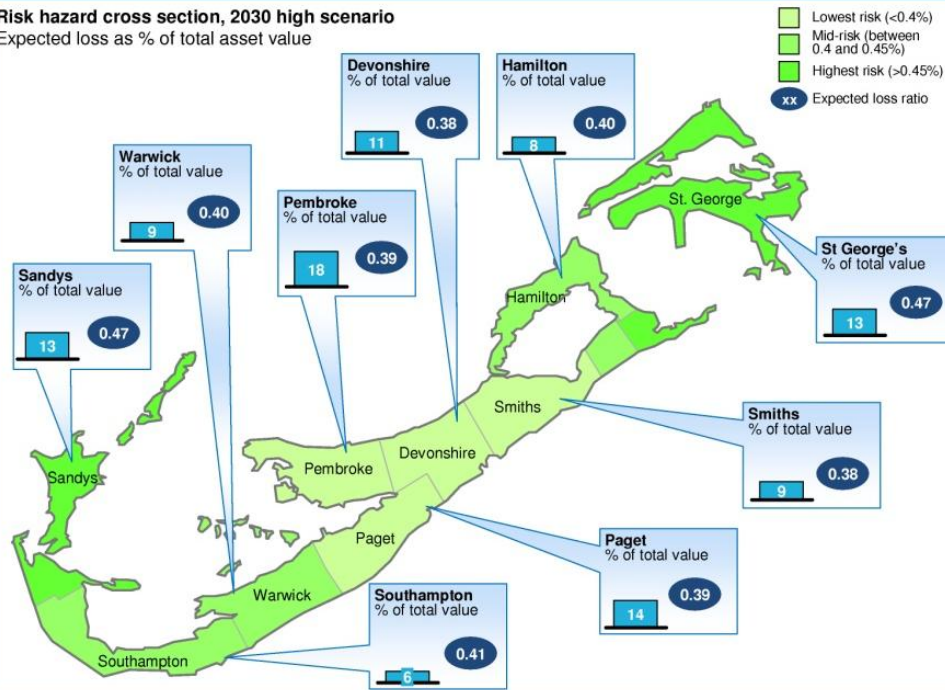 Risk hazard cross section, 2030 high scenario
Expected loss as % of total asset value
Lowest risk (<0.4%)
Mid-risk (between
0.4 and 0.45%)
Highest risk (>0.45%)
xx Expected loss ratio
Devonshire
% of total value
11
0.38
Hamilton
% of total value
8
0.40
Warwick
% of total value
9
0.40
Pembroke
% of total value
18
0.39
Sandys
% of total value
13
0.47
St George's
% of total value
13
0.47
Smiths
% of total value
9
0.38
Paget
% of total value
14
0.39
Southampton
% of total value
6
0.41
St. George
Hamilton
Smiths
Devonshire
Pembroke
Sandys
Paget
Warwick
Southampton